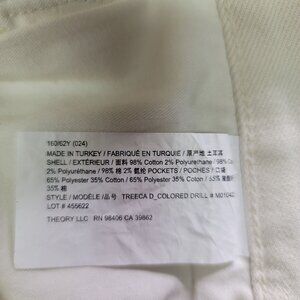 160/62Y (024)
MADE IN TURKEY / FABRIQUÉ EN TURQUIE / 原产地 土耳其
SHELL / EXTÉRIEUR / 面料 98% Cotton 2% Polyurethane / 98% Co
2% Polyuréthane / 98% 棉 2% 氨纶 POCKETS / POCHES / 口袋
65% Polyester 35% Cotton / 65% Polyester 35% Coton / 65% 聚酯
35% 棉
STYLE / MODÈLE /品号 TREECA D_COLORED DRILL # M0104
LOT # 455622
THEORY LLC RN 98406 CA 39862